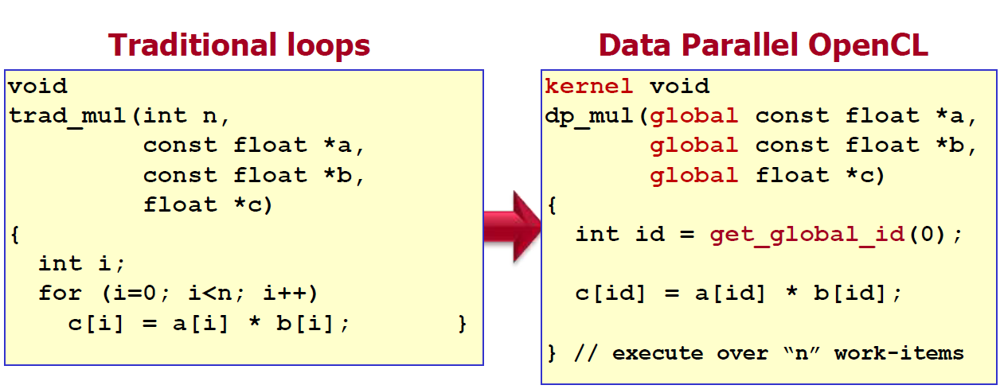 Traditional loops
void
trad_mul(int n,
         const float *a,
         const float *b,
         float *c)
{
  int i;
  for (i=0; i<n; i++)
    c[i] = a[i] * b[i];       }
Data Parallel OpenCL
kernel void
dp_mul(global const float *a,
       global const float *b,
       global float *c)
{
  int id = get_global_id(0);
  c[id] = a[id] * b[id];
} // execute over “n” work-items